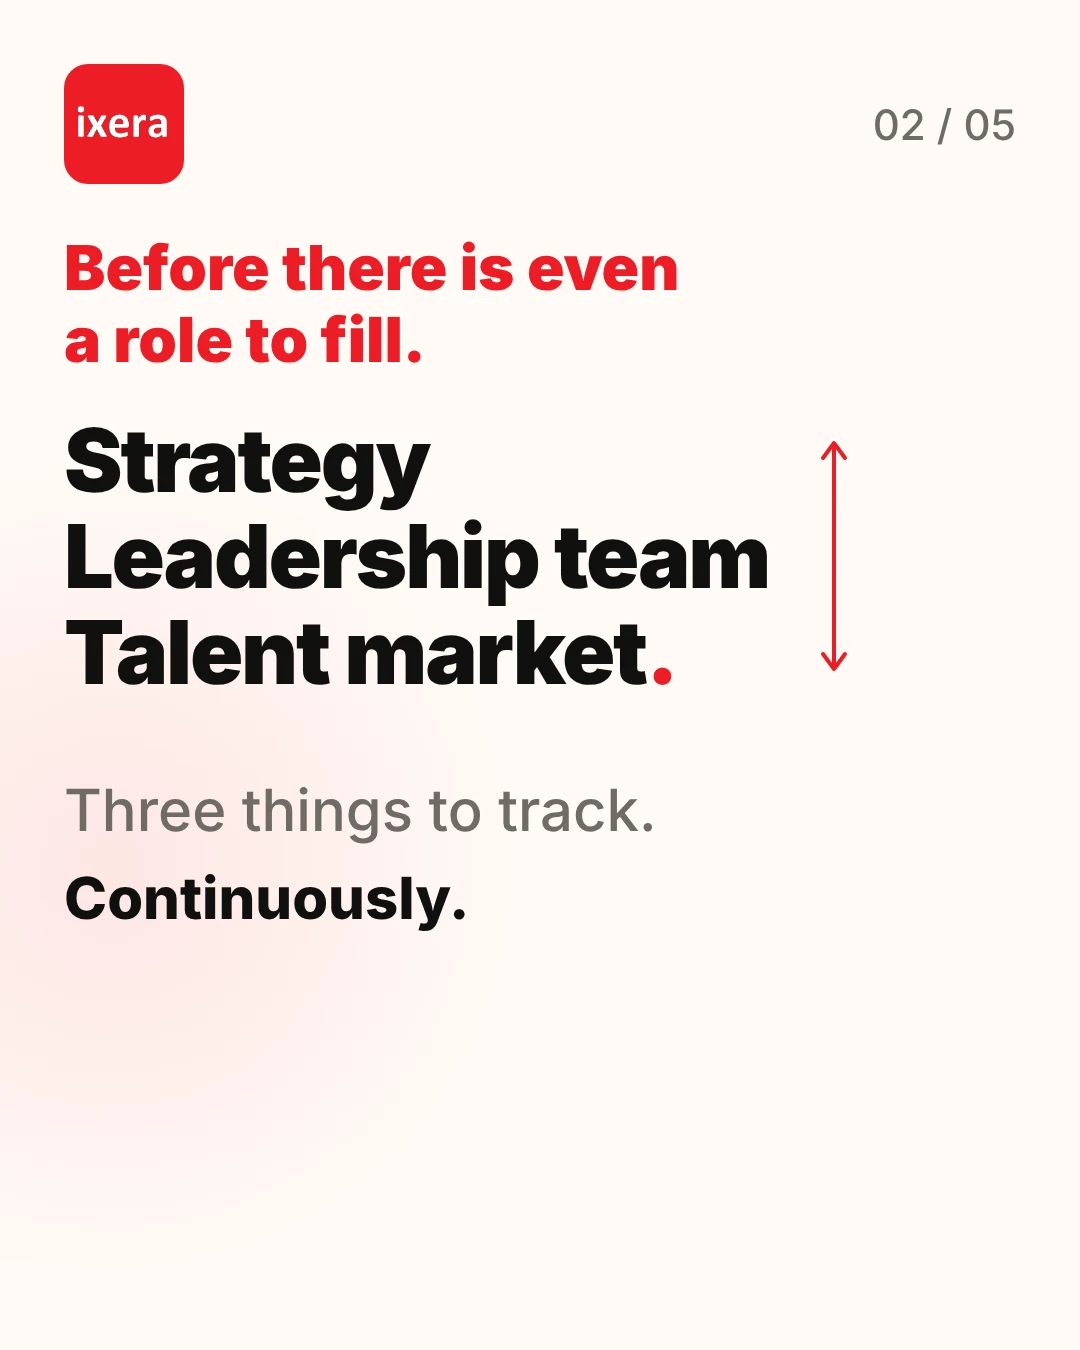 ixera
02 / 05
Before there is even
a role to fill.
Strategy
Leadership team
Talent market.
Three things to track.
Continuously.